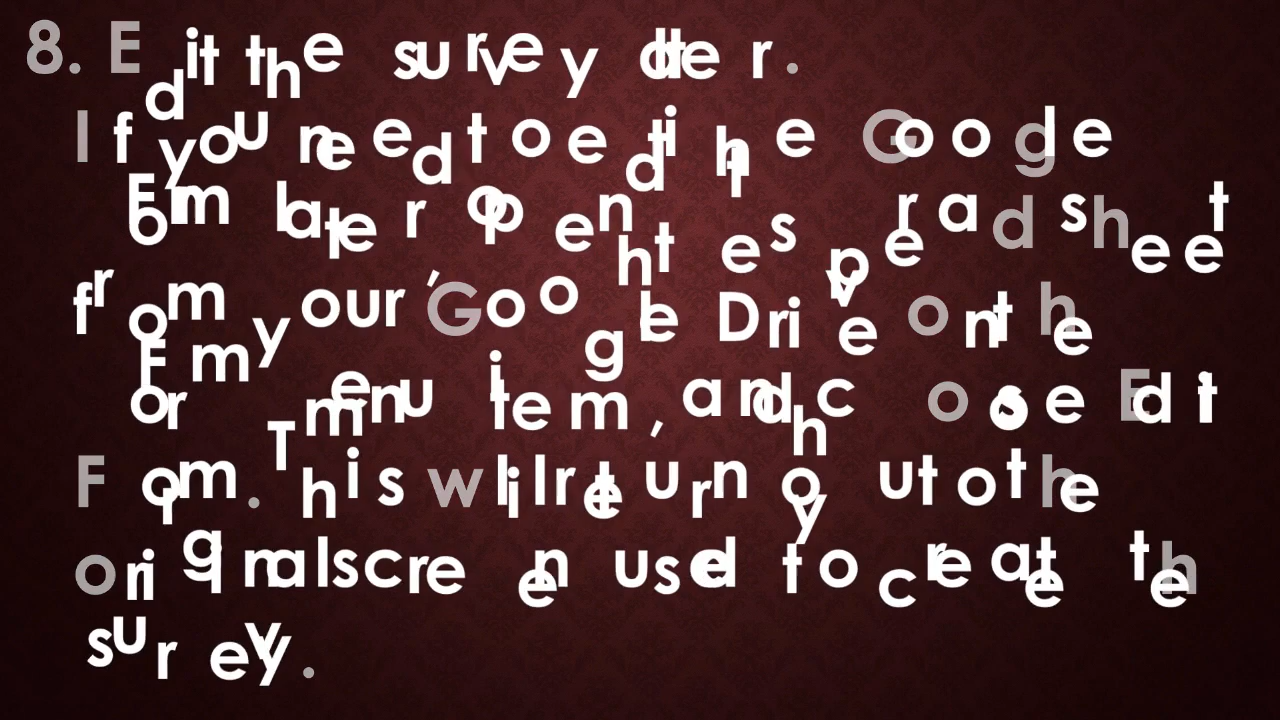 8. Edit the survey later.
If you need to edit the Google
Form later, open the spreadsheet
from your Google Drive on the
Form menu item, and choose Edit
Form. This will return you to the
original screen used to create the
survey.